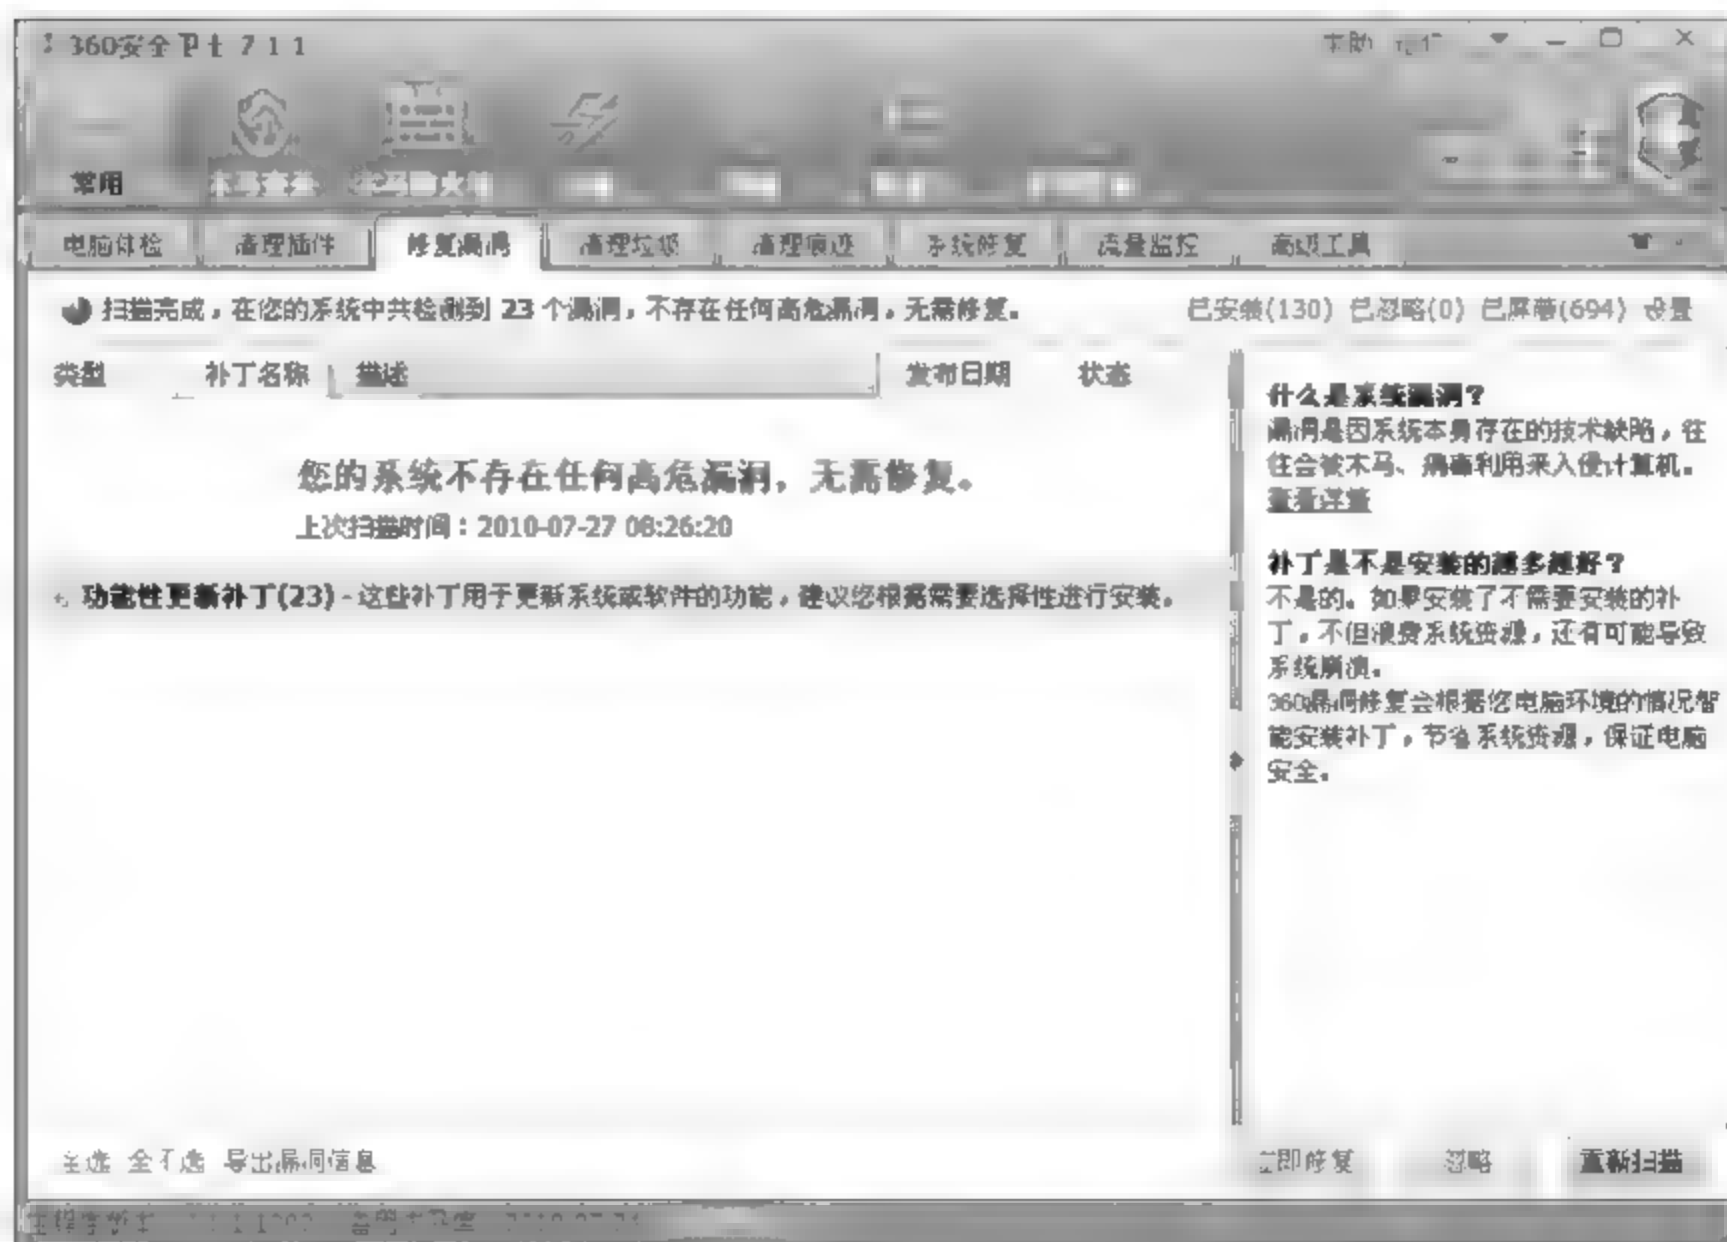 360安全卫士 7 1 1
常用
电脑体检 清理插件 修复漏洞 清理垃圾 清理痕迹 系统修复 流量监控 高级工具
扫描完成，在您的系统中共检测到 23 个漏洞，不存在任何高危漏洞，无需修复。 已安装(130) 已忽略(0) 已屏蔽(694) 设置
类型 补丁名称 描述 发布日期 状态
您的系统不存在任何高危漏洞，无需修复。
上次扫描时间：2010-07-27 08:26:20
功能性更新补丁(23) - 这些补丁用于更新系统或软件的功能，建议您根据需要选择性进行安装。
什么是系统漏洞？
漏洞是因系统本身存在的技术缺陷，往
往会被木马、病毒利用来入侵计算机。
查看详情
补丁是不是安装的越多越好？
不是的。如果安装了不需要安装的补
丁，不但浪费系统资源，还有可能导致
系统崩溃。
360漏洞修复会根据您电脑环境的情况智
能安装补丁，节省系统资源，保证电脑
安全。
全选 全不选 导出漏洞信息
立即修复 忽略 重新扫描